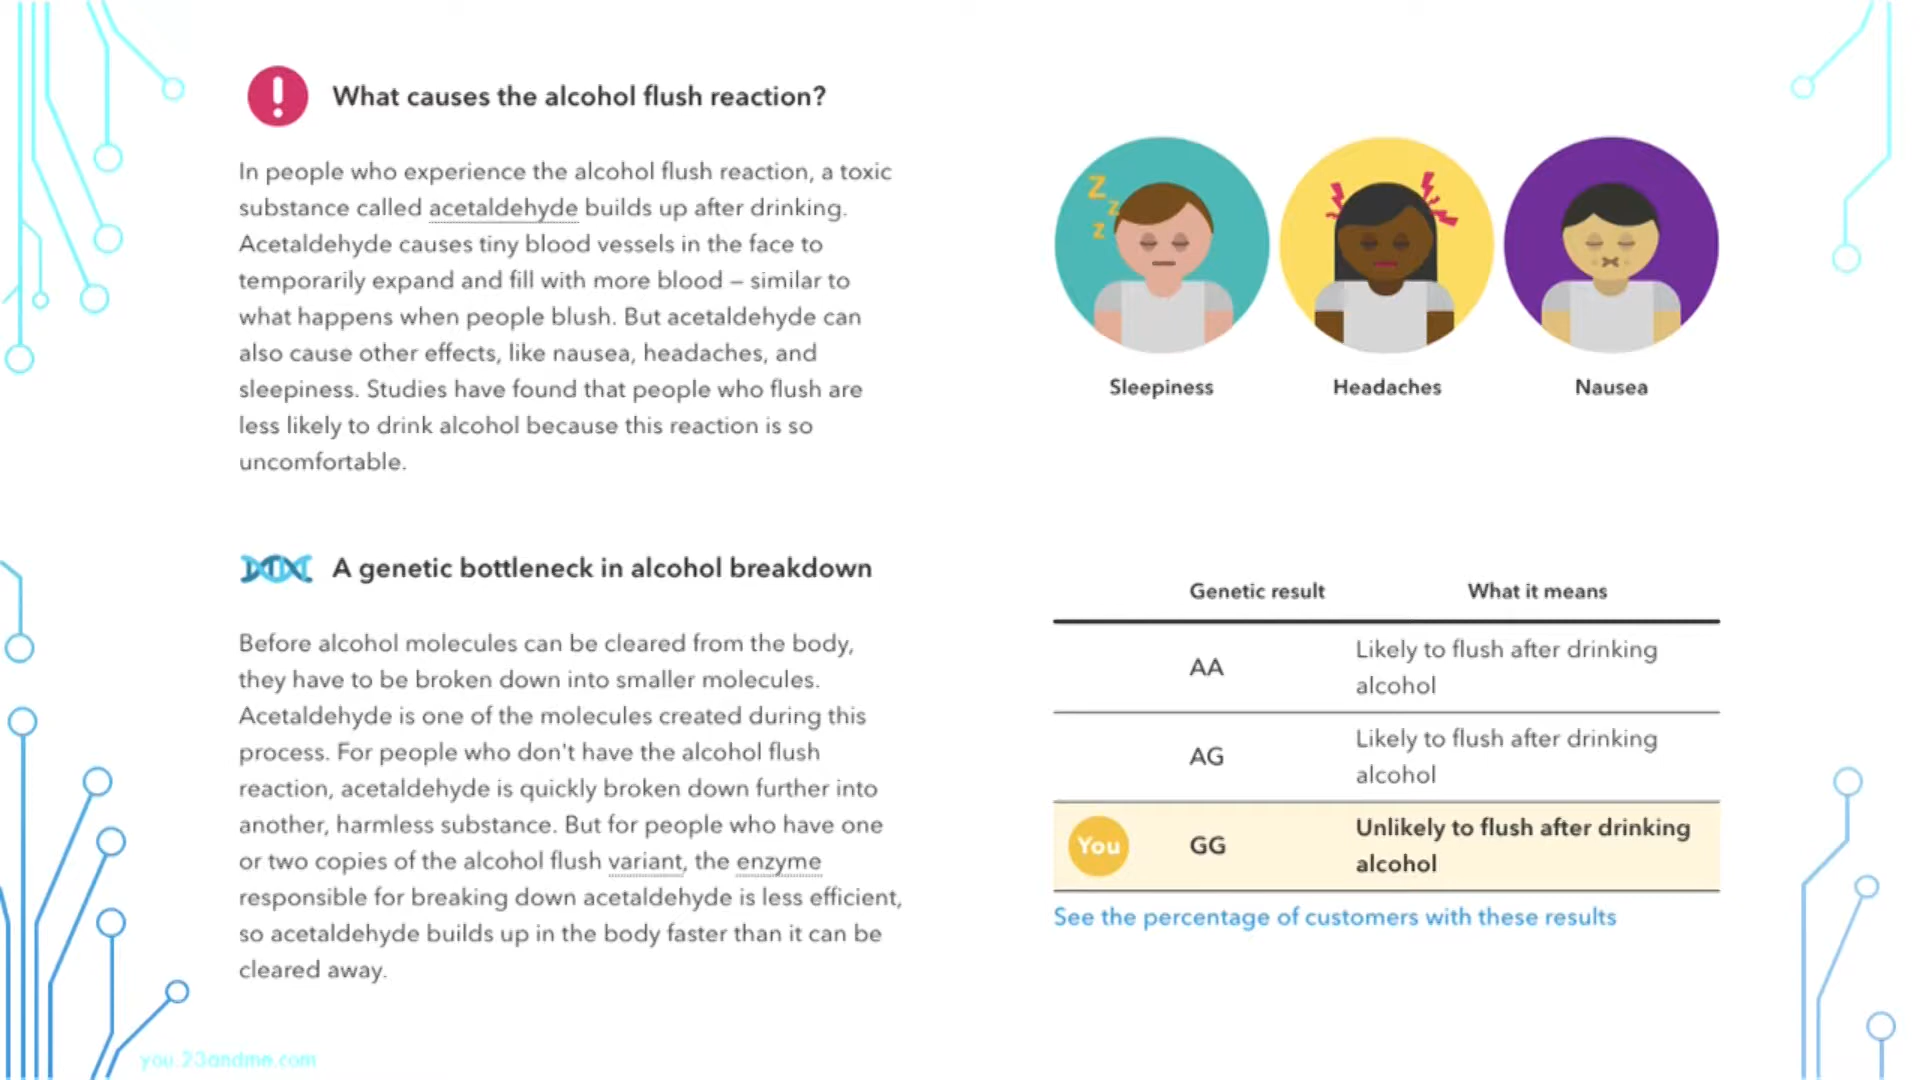 What causes the alcohol flush reaction?
In people who experience the alcohol flush reaction, a toxic
substance called acetaldehyde builds up after drinking.
Acetaldehyde causes tiny blood vessels in the face to
temporarily expand and fill with more blood – similar to
what happens when people blush. But acetaldehyde can
also cause other effects, like nausea, headaches, and
sleepiness. Studies have found that people who flush are
less likely to drink alcohol because this reaction is so
uncomfortable.
Z
z
z
Sleepiness
Headaches
Nausea
A genetic bottleneck in alcohol breakdown
Before alcohol molecules can be cleared from the body,
they have to be broken down into smaller molecules.
Acetaldehyde is one of the molecules created during this
process. For people who don't have the alcohol flush
reaction, acetaldehyde is quickly broken down further into
another, harmless substance. But for people who have one
or two copies of the alcohol flush variant, the enzyme
responsible for breaking down acetaldehyde is less efficient,
so acetaldehyde builds up in the body faster than it can be
cleared away.
Genetic result What it means
AA Likely to flush after drinking
alcohol
AG Likely to flush after drinking
alcohol
You GG Unlikely to flush after drinking
alcohol
See the percentage of customers with these results
you.23andme.com